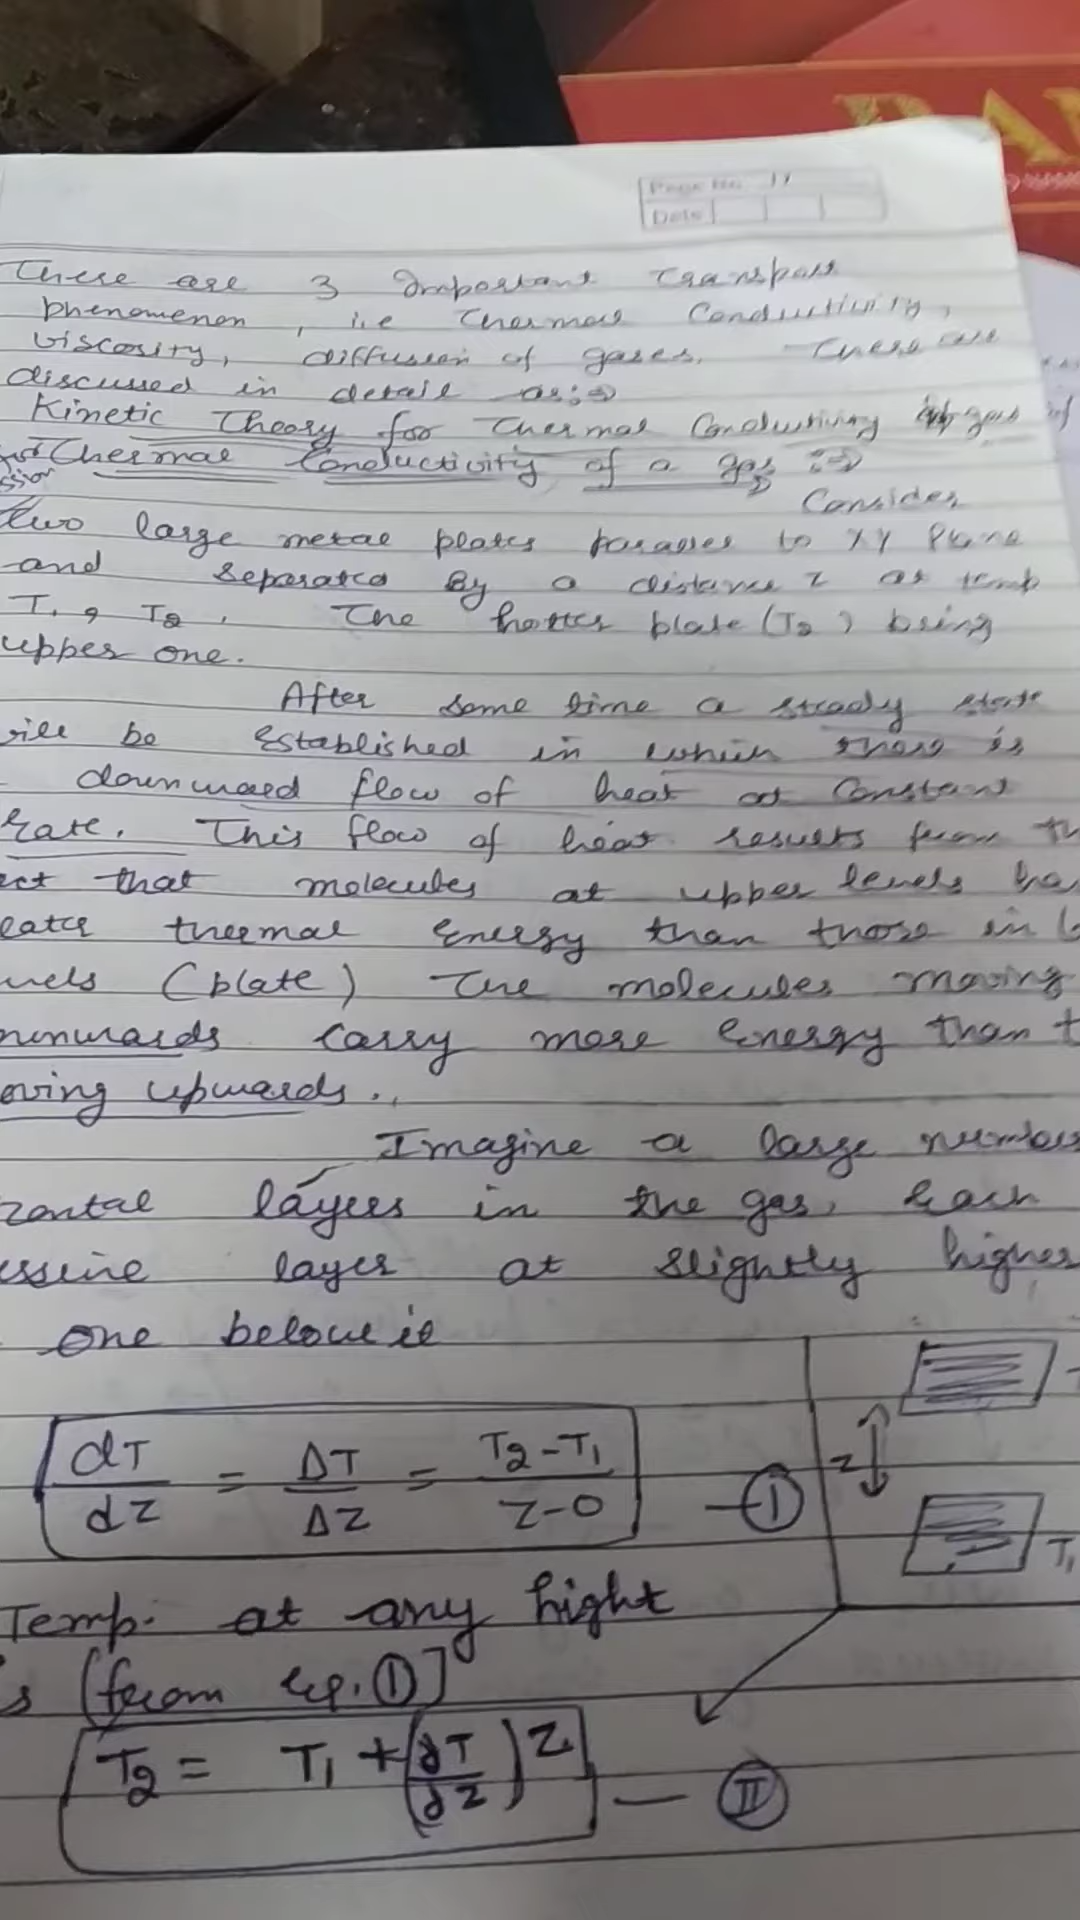 Page No. 11
Date
These are 3 Important Transport
phenomenon, i.e Thermal Conductivity,
viscosity, diffusion of gases. These are
discussed in detail as:⇒
Kinetic Theory for Thermal Conductivity gas of
Thermal Conductivity of a gas :⇒
Consider
two large metal plates parallel to XY Plane
and separated By a distance z at temp
T₁, T₂. The hotter plate (T₂) being
upper one.
After some time a steady state
will be established in which there is
downward flow of heat at Constant
rate. This flow of heat results from
that molecules at upper levels
thermal energy than those in
(plate) The molecules moving
carry more energy than
upwards.
Imagine a large number
layers in the gas, Each
layer at slightly higher
one below it
dT/dZ = ΔT/ΔZ = T₂-T₁/Z-0 — ①
Z
T₁
Temp. at any hight
(from eq. ①]
T₂ = T₁ + (dT/dZ) Z — Ⅱ